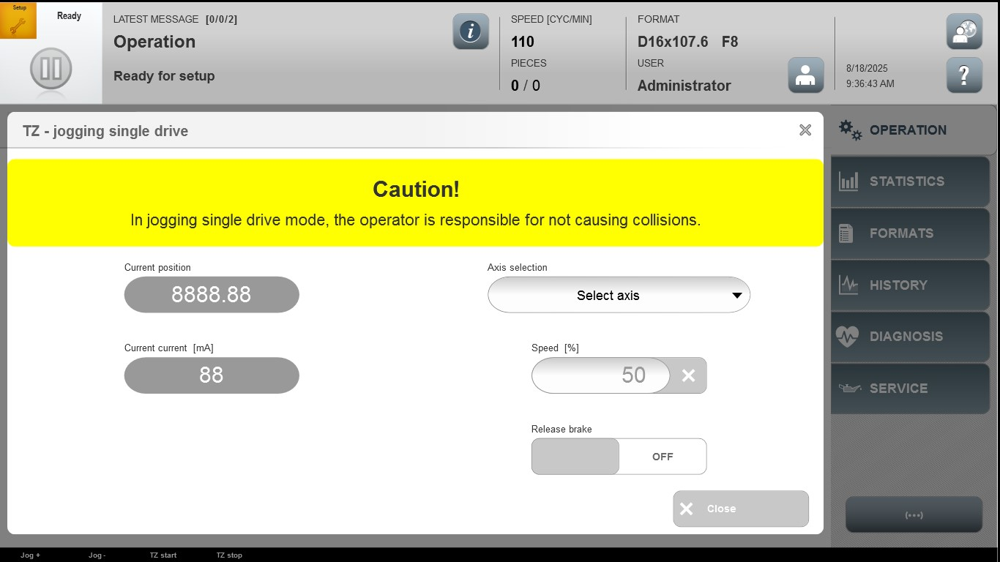 Setup
Ready
LATEST MESSAGE [0/0/2]
Operation
Ready for setup
i
SPEED [CYC/MIN]
110
PIECES
0 / 0
FORMAT
D16x107.6 F8
USER
Administrator
8/18/2025
9:36:43 AM
?
TZ - jogging single drive
Caution!
In jogging single drive mode, the operator is responsible for not causing collisions.
Current position
8888.88
Axis selection
Select axis
Current current [mA]
88
Speed [%]
50
Release brake
OFF
Close
OPERATION
STATISTICS
FORMATS
HISTORY
DIAGNOSIS
SERVICE
(•••)
Jog + Jog - TZ start TZ stop